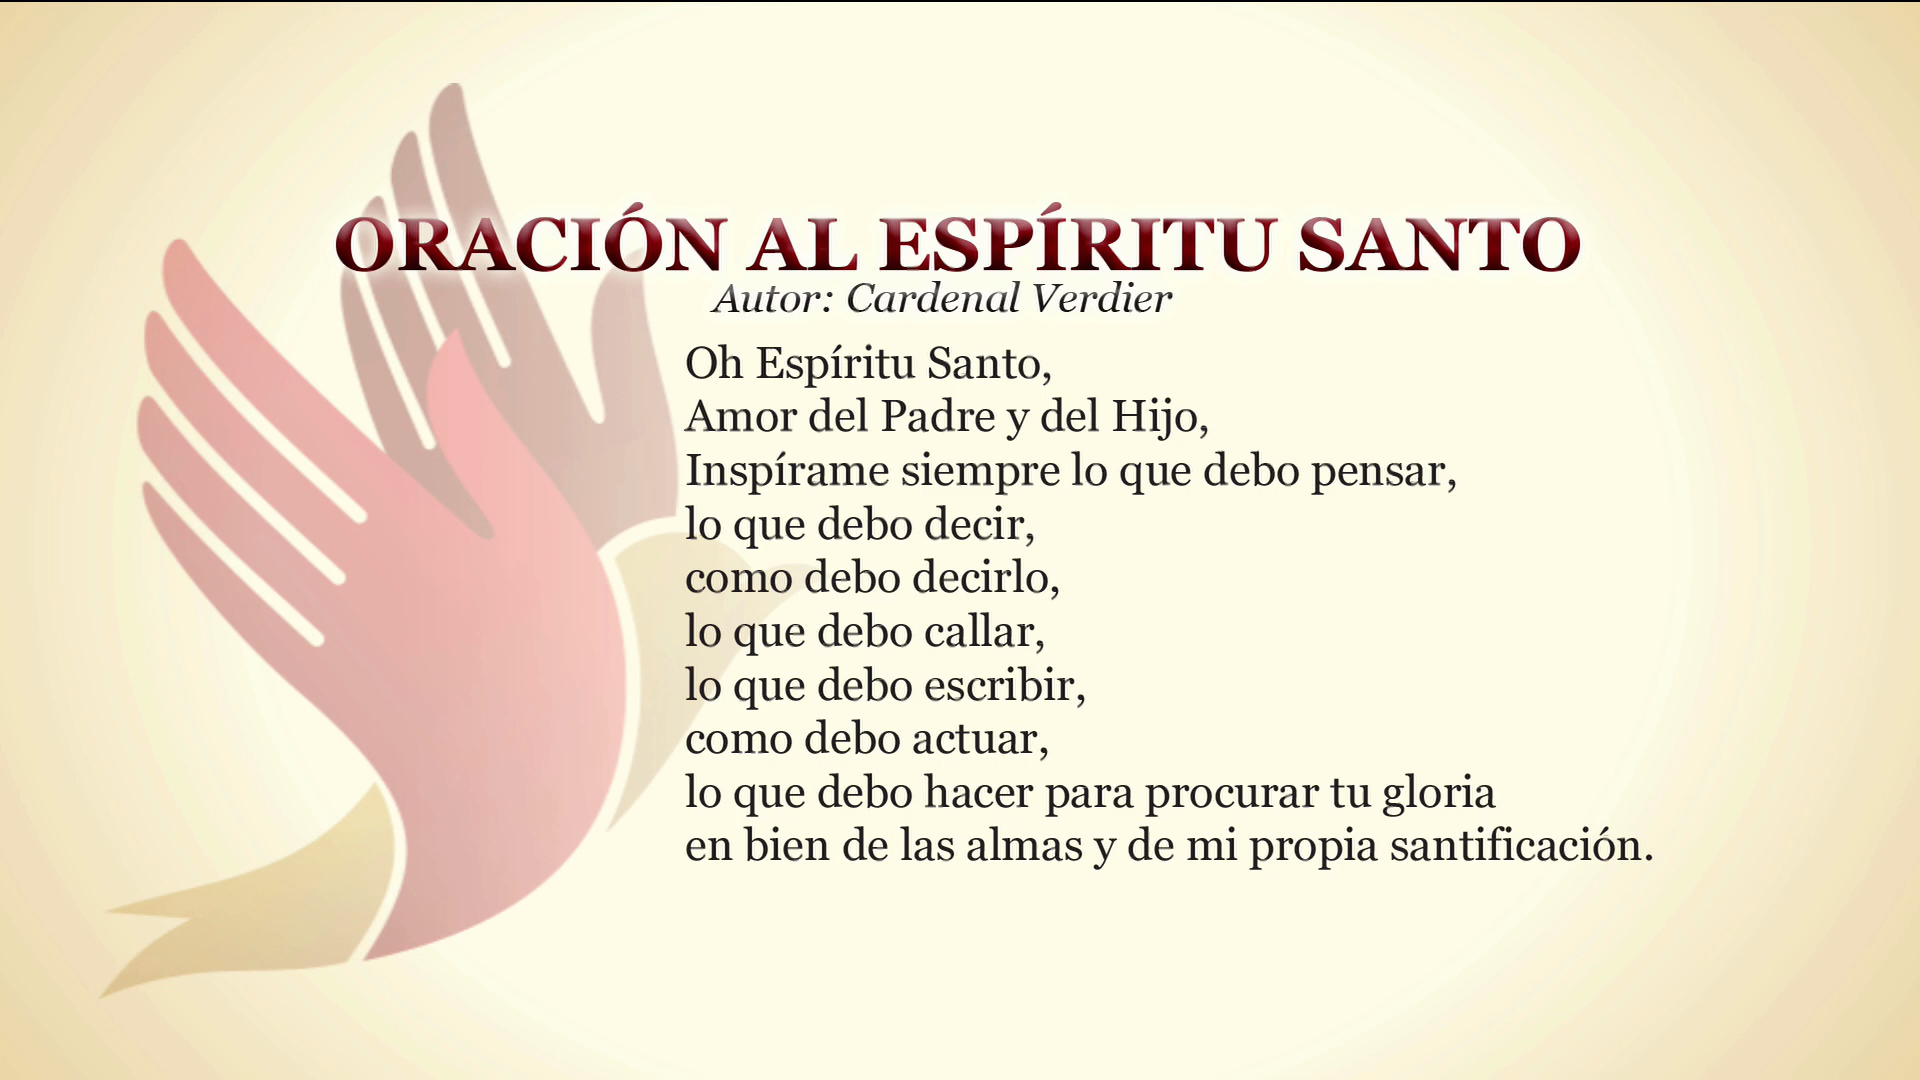 ORACIÓN AL ESPÍRITU SANTO
Autor: Cardenal Verdier
Oh Espíritu Santo,
Amor del Padre y del Hijo,
Inspírame siempre lo que debo pensar,
lo que debo decir,
como debo decirlo,
lo que debo callar,
lo que debo escribir,
como debo actuar,
lo que debo hacer para procurar tu gloria
en bien de las almas y de mi propia santificación.